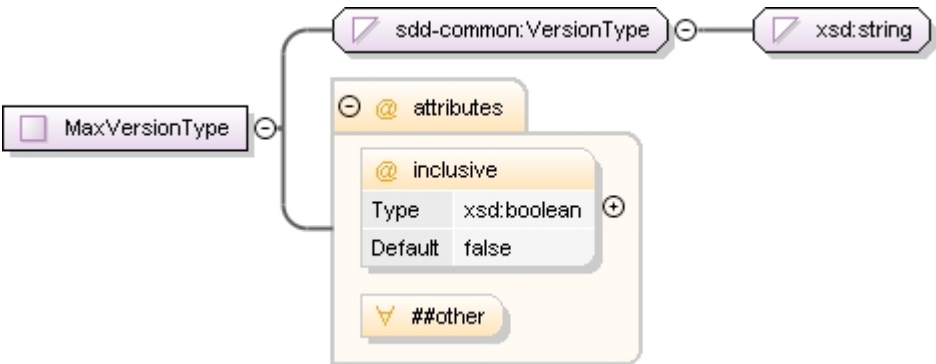 sdd-common:VersionType
xsd:string
@ attributes
MaxVersionType
@ inclusive
Type xsd:boolean
Default false
∀ ##other